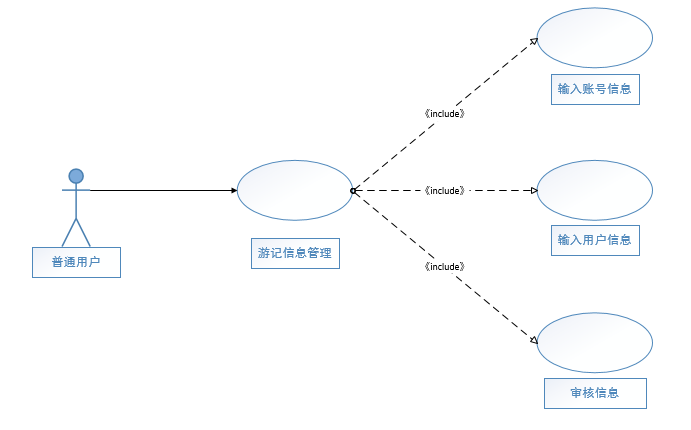 《include》
输入账号信息
《include》
输入用户信息
普通用户
游记信息管理
《include》
审核信息